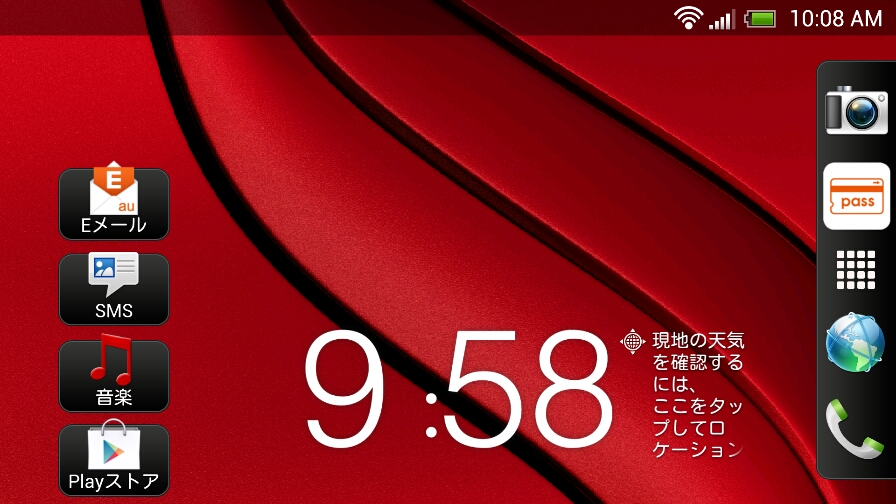 10:08 AM
E
au
Eメール
SMS
音楽
Playストア
9:58
現地の天気
を確認する
には、
ここをタッ
プしてロ
ケーション
pass